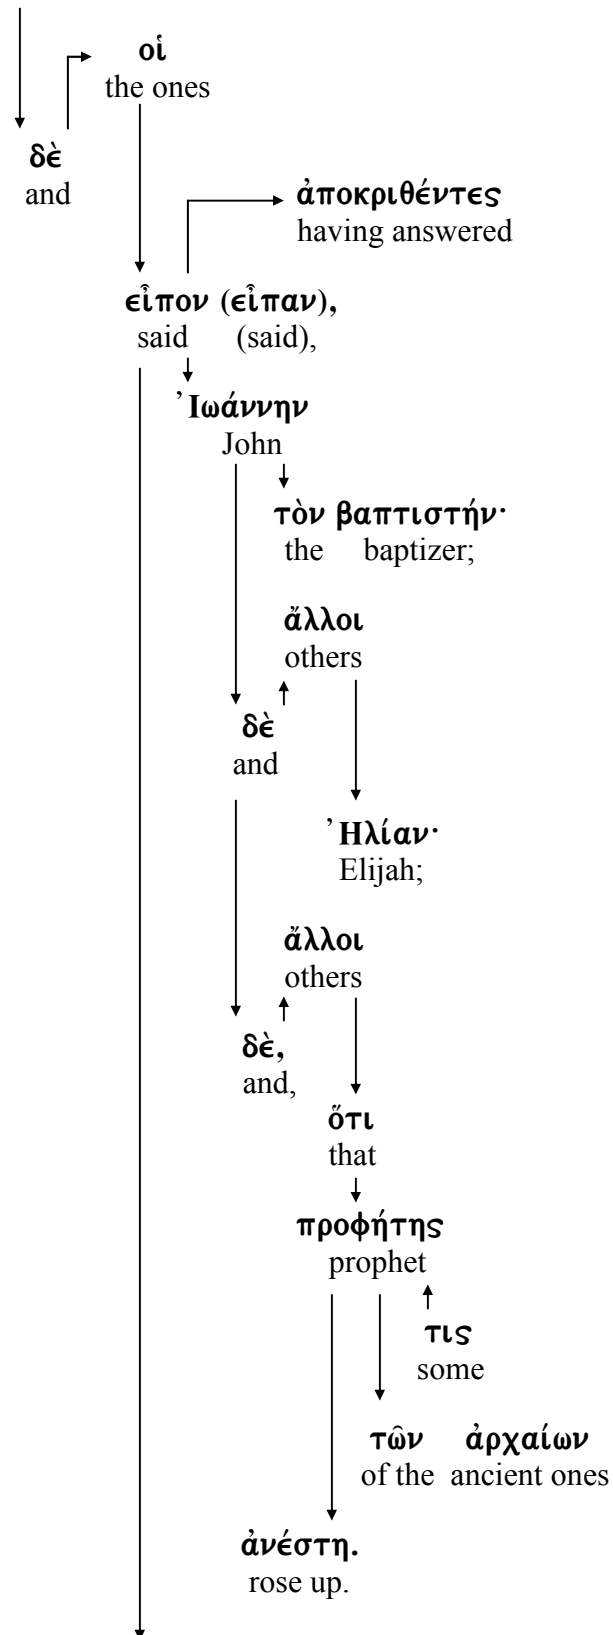 οἱ
the ones
δὲ
and
ἀποκριθέντες
having answered
εἶπον (εἶπαν),
said (said),
Ἰωάννην
John
τὸν βαπτιστήν·
the baptizer;
ἄλλοι
others
δὲ
and
Ἠλίαν·
Elijah;
ἄλλοι
others
δὲ,
and,
ὅτι
that
προφήτης
prophet
τις
some
τῶν ἀρχαίων
of the ancient ones
ἀνέστη.
rose up.